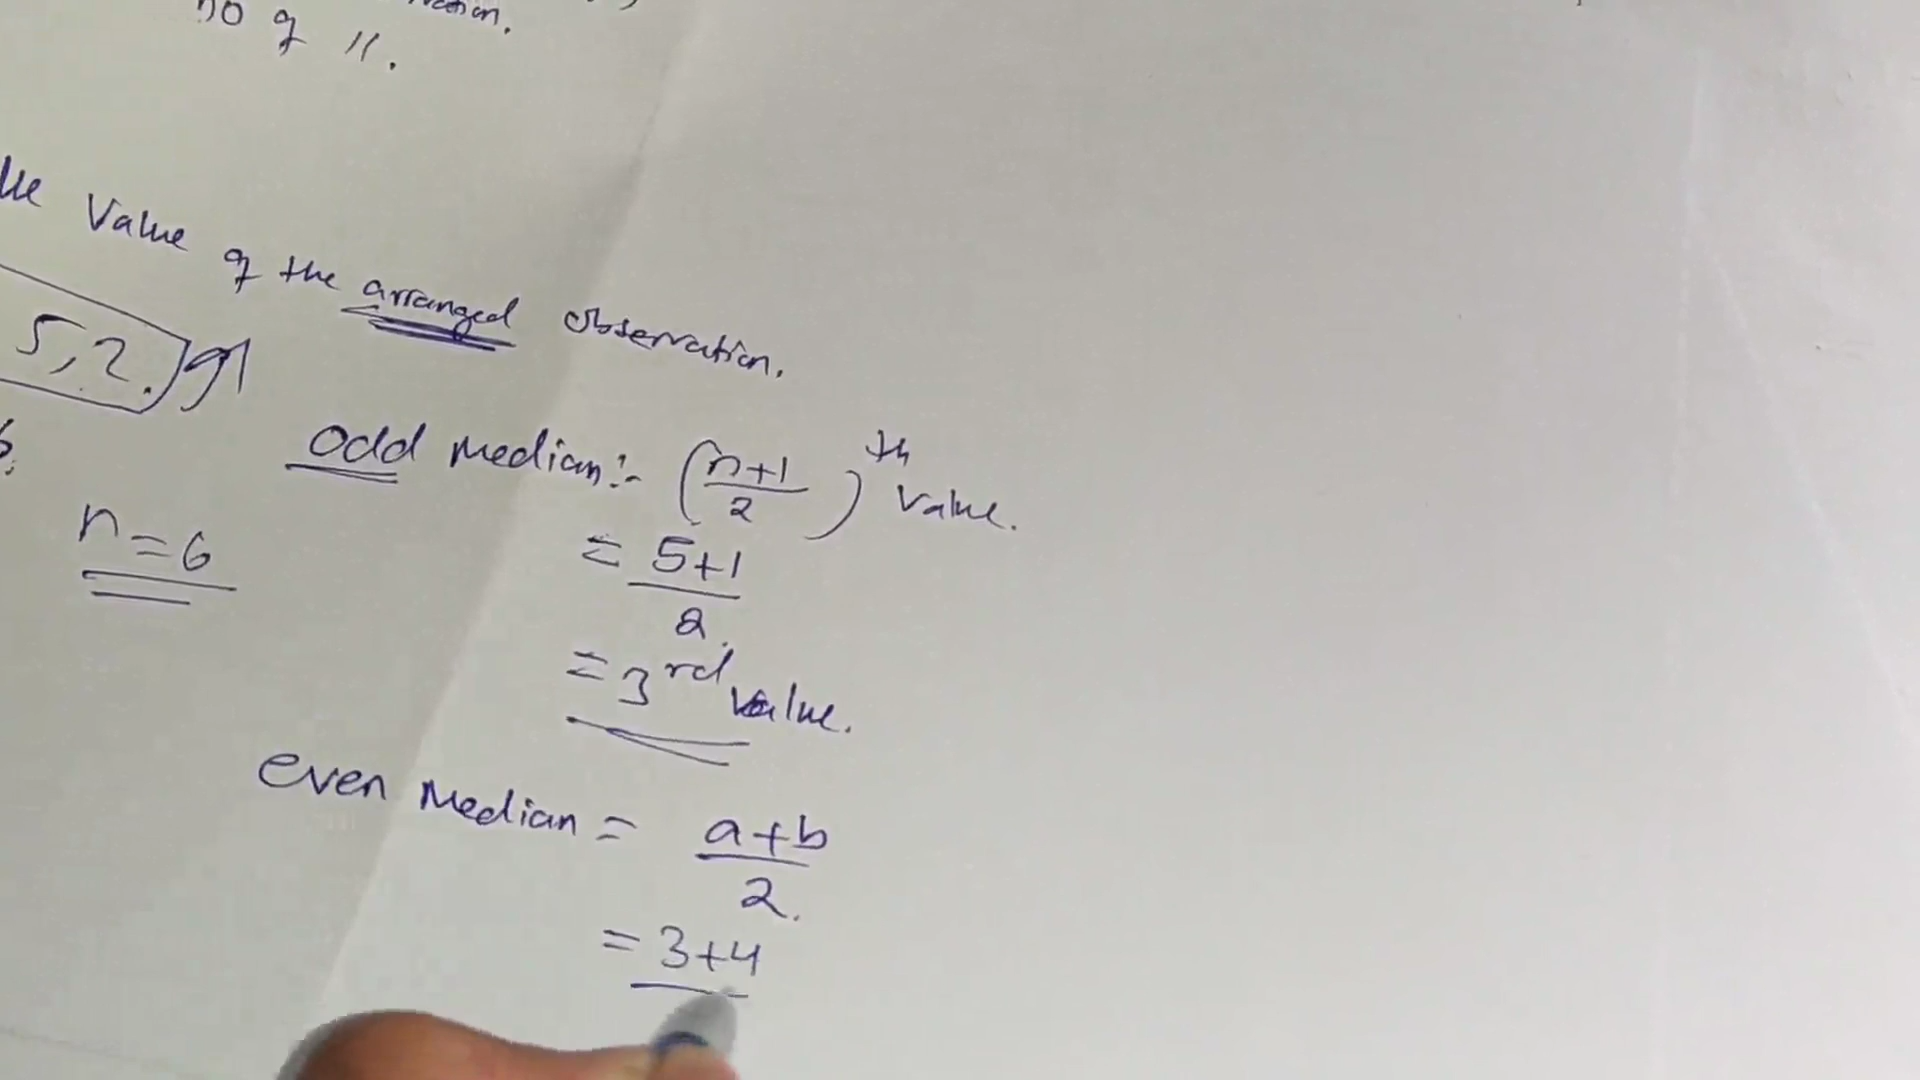 no of 11.
Value of the arranged observation.
5, 2.
Odd Median:- (n+1/2)th Value.
n=6
= 5+1/2.
= 3rd Value.
even Median = a+b/2.
= 3+4